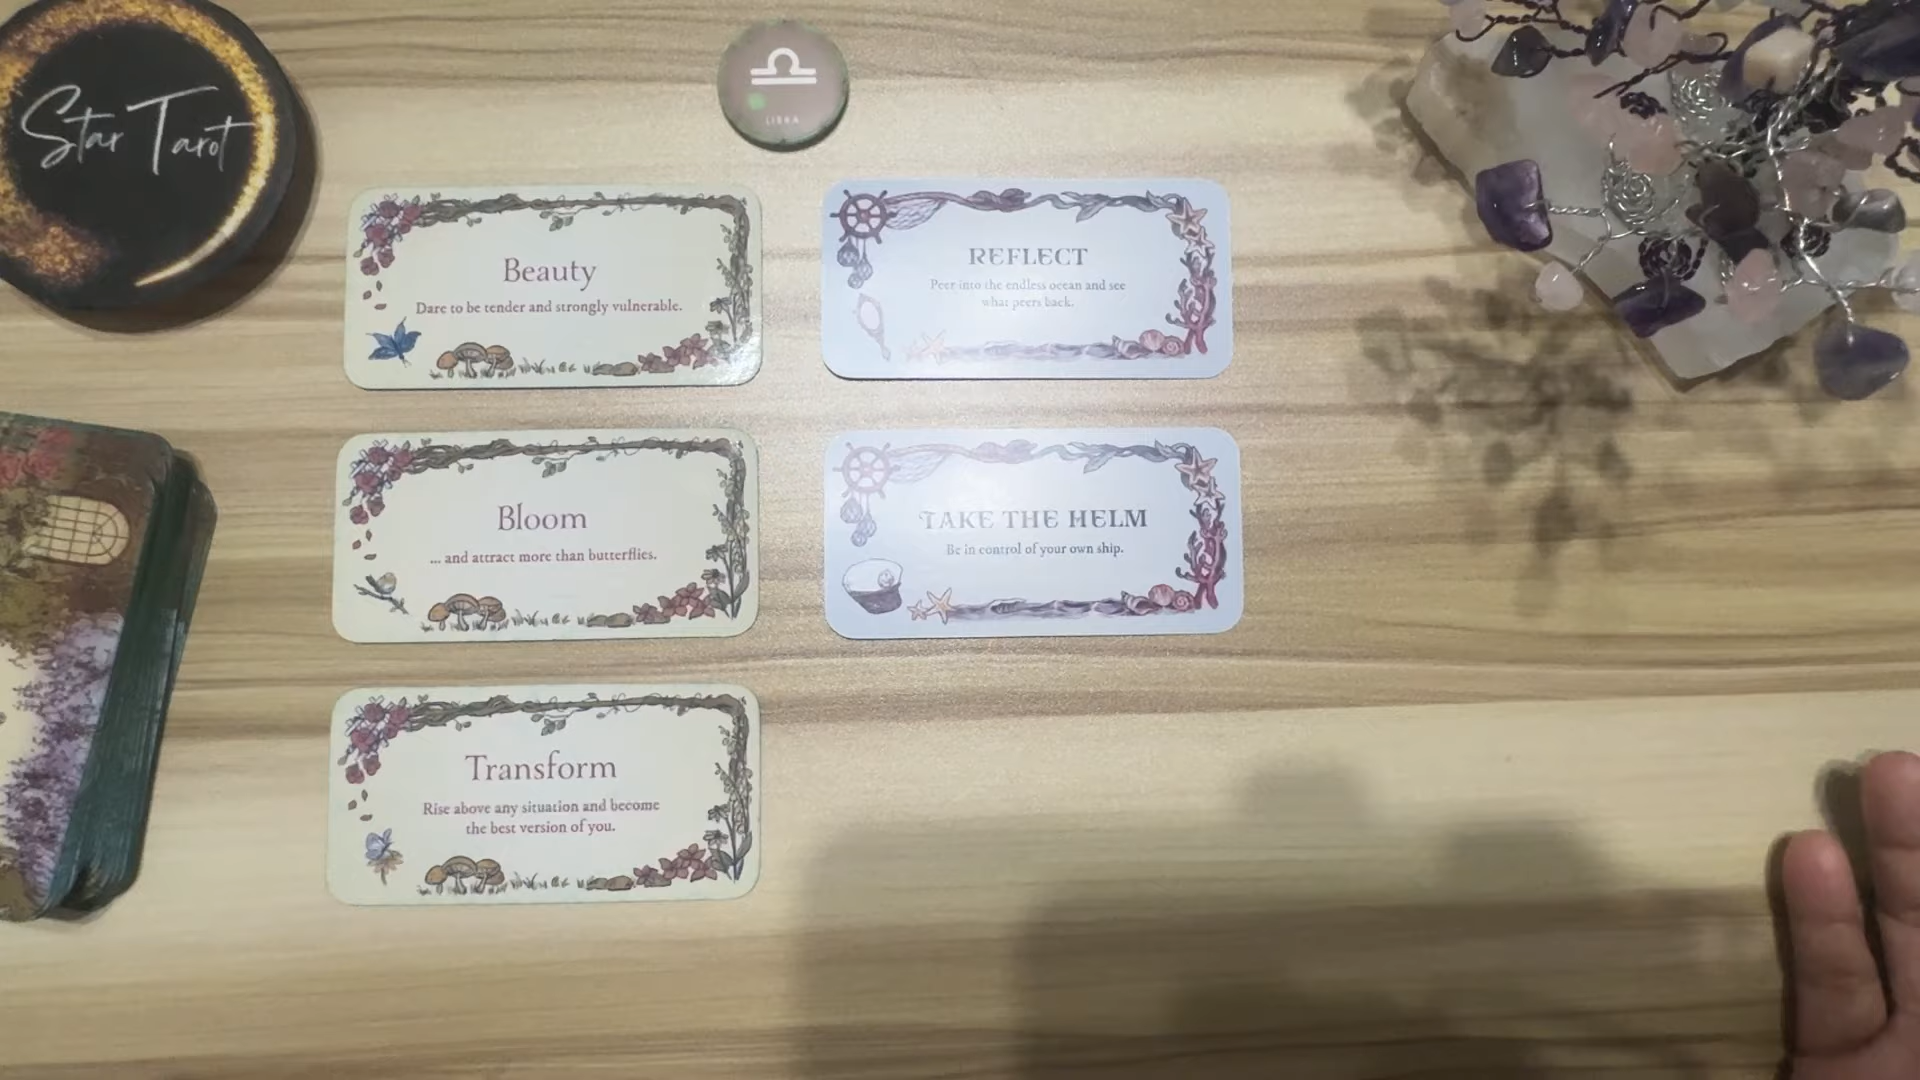 Star Tarot
LIBRA
Beauty
Dare to be tender and strongly vulnerable.
REFLECT
Peer into the endless ocean and see
what peers back.
Bloom
... and attract more than butterflies.
TAKE THE HELM
Be in control of your own ship.
Transform
Rise above any situation and become
the best version of you.